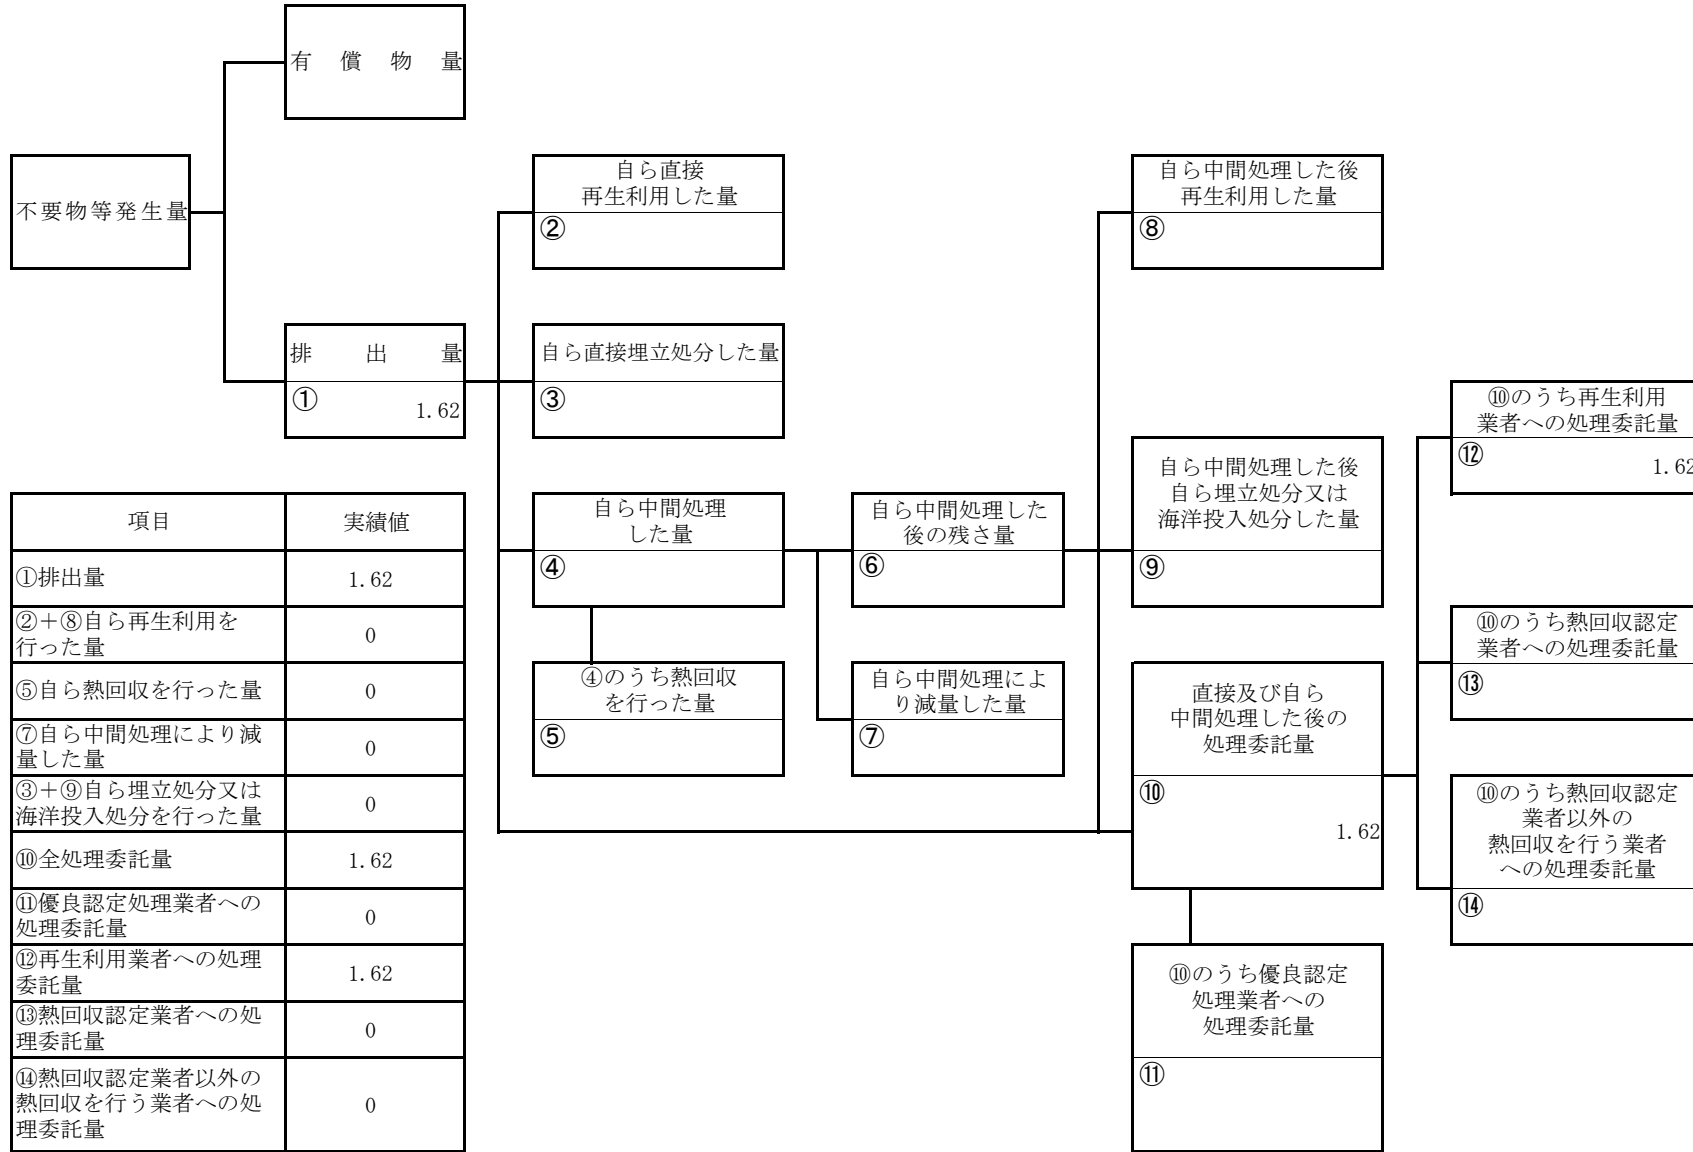 有償物量
不要物等発生量
排出量
①
1.62
自ら直接
再生利用した量
②
自ら直接埋立処分した量
③
自ら中間処理
した量
④
④のうち熱回収
を行った量
⑤
自ら中間処理した
後の残さ量
⑥
自ら中間処理によ
り減量した量
⑦
自ら中間処理した後
再生利用した量
⑧
自ら中間処理した後
自ら埋立処分又は
海洋投入処分した量
⑨
直接及び自ら
中間処理した後の
処理委託量
⑩
1.62
⑩のうち優良認定
処理業者への
処理委託量
⑪
⑩のうち再生利用
業者への処理委託量
⑫
1.62
⑩のうち熱回収認定
業者への処理委託量
⑬
⑩のうち熱回収認定
業者以外の
熱回収を行う業者
への処理委託量
⑭
項目 実績値
①排出量 1.62
②+⑧自ら再生利用を
行った量 0
⑤自ら熱回収を行った量 0
⑦自ら中間処理により減
量した量 0
③+⑨自ら埋立処分又は
海洋投入処分を行った量 0
⑩全処理委託量 1.62
⑪優良認定処理業者への
処理委託量 0
⑫再生利用業者への処理
委託量 1.62
⑬熱回収認定業者への処
理委託量 0
⑭熱回収認定業者以外の
熱回収を行う業者への処
理委託量 0